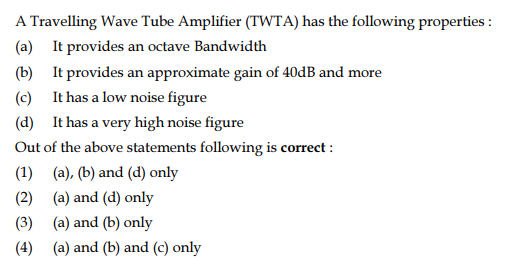 A Travelling Wave Tube Amplifier (TWTA) has the following properties :
(a) It provides an octave Bandwidth
(b) It provides an approximate gain of 40dB and more
(c) It has a low noise figure
(d) It has a very high noise figure
Out of the above statements following is correct :
(1) (a), (b) and (d) only
(2) (a) and (d) only
(3) (a) and (b) only
(4) (a) and (b) and (c) only